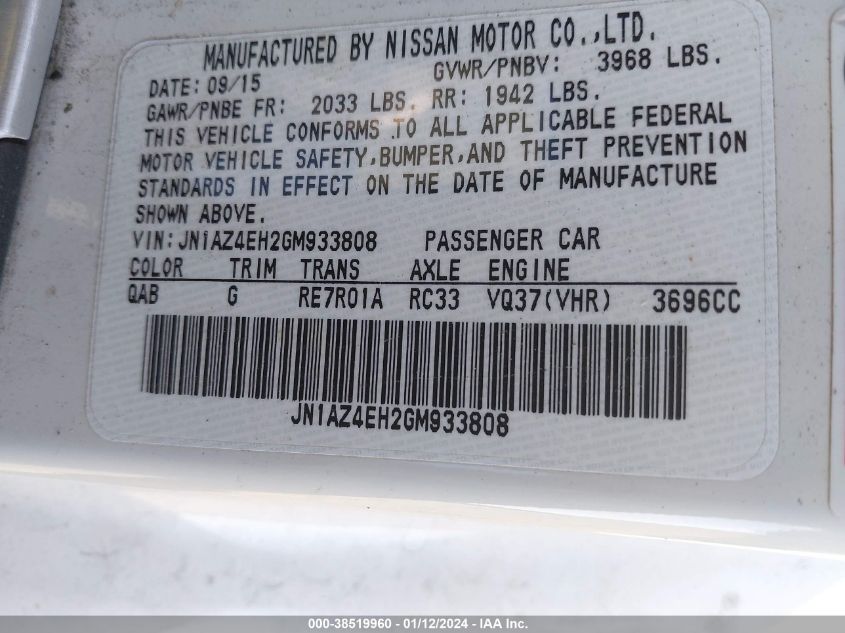 MANUFACTURED BY NISSAN MOTOR CO.,LTD.
DATE: 09/15 GVWR/PNBV: 3968 LBS.
GAWR/PNBE FR: 2033 LBS. RR: 1942 LBS.
THIS VEHICLE CONFORMS TO ALL APPLICABLE FEDERAL
MOTOR VEHICLE SAFETY,BUMPER,AND THEFT PREVENTION
STANDARDS IN EFFECT ON THE DATE OF MANUFACTURE
SHOWN ABOVE.
VIN:JN1AZ4EH2GM933808 PASSENGER CAR
COLOR TRIM TRANS AXLE ENGINE
QAB G RE7R01A RC33 VQ37(VHR) 3696CC
JN1AZ4EH2GM933808
000-38519960 - 01/12/2024 - IAA Inc.